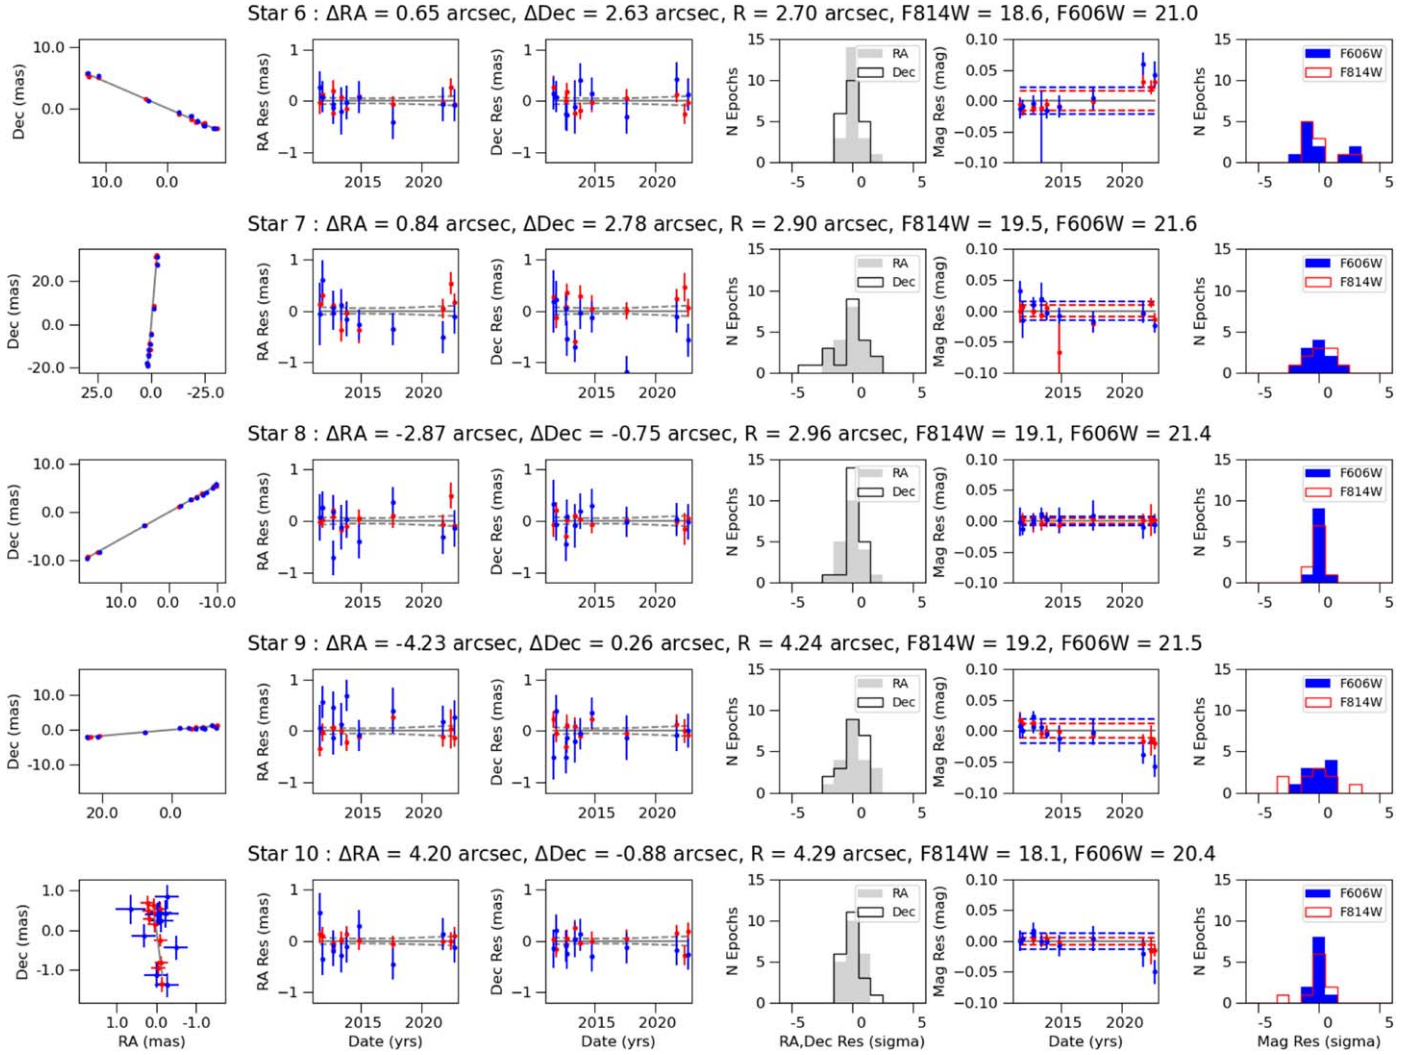 Star 6 : ΔRA = 0.65 arcsec, ΔDec = 2.63 arcsec, R = 2.70 arcsec, F814W = 18.6, F606W = 21.0
Dec (mas)
10.0
0.0
10.0 0.0
RA Res (mas)
1
0
−1
2015 2020
Dec Res (mas)
1
0
−1
2015 2020
N Epochs
15
10
5
0
RA
Dec
-5 0 5
Mag Res (mag)
0.10
0.05
0.00
−0.05
−0.10
2015 2020
N Epochs
15
10
5
0
F606W
F814W
-5 0 5
Star 7 : ΔRA = 0.84 arcsec, ΔDec = 2.78 arcsec, R = 2.90 arcsec, F814W = 19.5, F606W = 21.6
Dec (mas)
20.0
0.0
-20.0
25.0 0.0 -25.0
RA Res (mas)
1
0
−1
2015 2020
Dec Res (mas)
1
0
−1
2015 2020
N Epochs
15
10
5
0
RA
Dec
-5 0 5
Mag Res (mag)
0.10
0.05
0.00
−0.05
−0.10
2015 2020
N Epochs
15
10
5
0
F606W
F814W
-5 0 5
Star 8 : ΔRA = -2.87 arcsec, ΔDec = -0.75 arcsec, R = 2.96 arcsec, F814W = 19.1, F606W = 21.4
Dec (mas)
10.0
0.0
-10.0
10.0 0.0 -10.0
RA Res (mas)
1
0
−1
2015 2020
Dec Res (mas)
1
0
−1
2015 2020
N Epochs
15
10
5
0
RA
Dec
-5 0 5
Mag Res (mag)
0.10
0.05
0.00
−0.05
−0.10
2015 2020
N Epochs
15
10
5
0
F606W
F814W
-5 0 5
Star 9 : ΔRA = -4.23 arcsec, ΔDec = 0.26 arcsec, R = 4.24 arcsec, F814W = 19.2, F606W = 21.5
Dec (mas)
10.0
0.0
-10.0
20.0 0.0
RA Res (mas)
1
0
−1
2015 2020
Dec Res (mas)
1
0
−1
2015 2020
N Epochs
15
10
5
0
RA
Dec
-5 0 5
Mag Res (mag)
0.10
0.05
0.00
−0.05
−0.10
2015 2020
N Epochs
15
10
5
0
F606W
F814W
-5 0 5
Star 10 : ΔRA = 4.20 arcsec, ΔDec = -0.88 arcsec, R = 4.29 arcsec, F814W = 18.1, F606W = 20.4
Dec (mas)
1.0
0.0
-1.0
1.0 0.0 -1.0
RA (mas)
RA Res (mas)
1
0
−1
2015 2020
Date (yrs)
Dec Res (mas)
1
0
−1
2015 2020
Date (yrs)
N Epochs
15
10
5
0
RA
Dec
-5 0 5
RA,Dec Res (sigma)
Mag Res (mag)
0.10
0.05
0.00
−0.05
−0.10
2015 2020
Date (yrs)
N Epochs
15
10
5
0
F606W
F814W
-5 0 5
Mag Res (sigma)